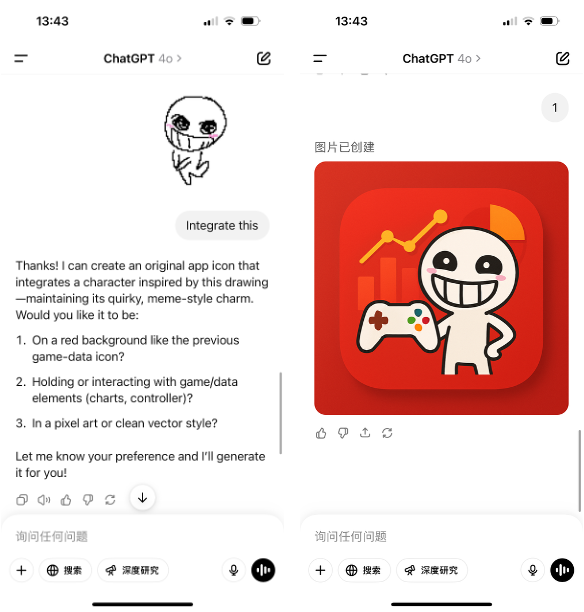 13:43
ChatGPT 4o >
Integrate this
Thanks! I can create an original app icon that
integrates a character inspired by this drawing
—maintaining its quirky, meme-style charm.
Would you like it to be:
1. On a red background like the previous
game-data icon?
2. Holding or interacting with game/data
elements (charts, controller)?
3. In a pixel art or clean vector style?
Let me know your preference and I'll generate
it for you!
询问任何问题
搜索
深度研究
13:43
ChatGPT 4o >
1
图片已创建
询问任何问题
搜索
深度研究